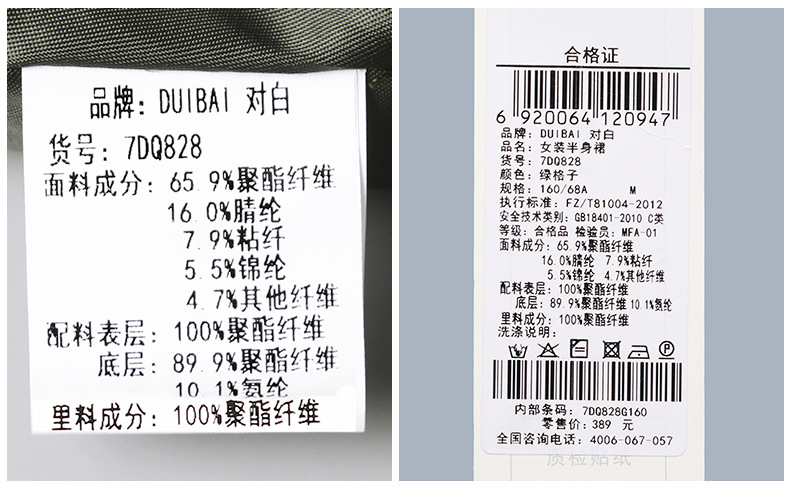 品牌: DUIBAI 对白
货号: 7DQ828
面料成分: 65.9%聚酯纤维
16.0%腈纶
7.9%粘纤
5.5%锦纶
4.7%其他纤维
配料表层: 100%聚酯纤维
底层: 89.9%聚酯纤维
10.1%氨纶
里料成分: 100%聚酯纤维
合格证
6 920064 120947
品牌: DUIBAI 对白
品名: 女装半身裙
货号: 7DQ828
颜色: 绿格子
规格: 160/68A M
执行标准: FZ/T81004-2012
安全技术类别: GB18401-2010 C类
等级: 合格品 检验员: MFA-01
面料成分: 65.9%聚酯纤维
16.0%腈纶 7.9%粘纤
5.5%锦纶 4.7%其他纤维
配料表层: 100%聚酯纤维
底层: 89.9%聚酯纤维 10.1%氨纶
里料成分: 100%聚酯纤维
洗涤说明:
内部条码: 7DQ828G160
零售价: 389 元
全国咨询电话: 4006-067-057
质检贴纸